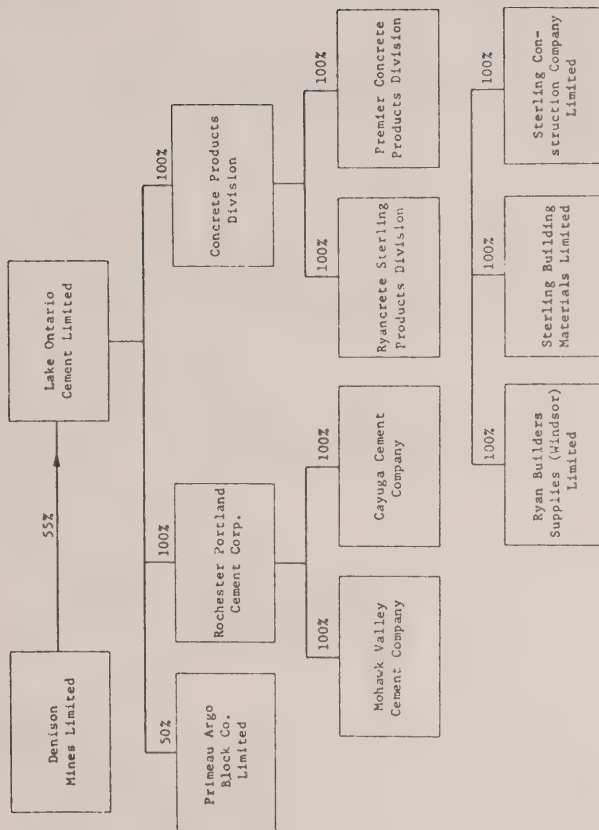 Denison
Mines Limited
55%
Lake Ontario
Cement Limited
50%
100%
100%
Primeau Argo
Block Co.
Limited
Rochester Portland
Cement Corp.
Concrete Products
Division
100%
100%
100%
100%
Mohawk Valley
Cement Company
Cayuga Cement
Company
Ryancrete Sterling
Products Division
Premier Concrete
Products Division
100%
100%
100%
Ryan Builders
Supplies (Windsor)
Limited
Sterling Building
Materials Limited
Sterling Con-
struction Company
Limited